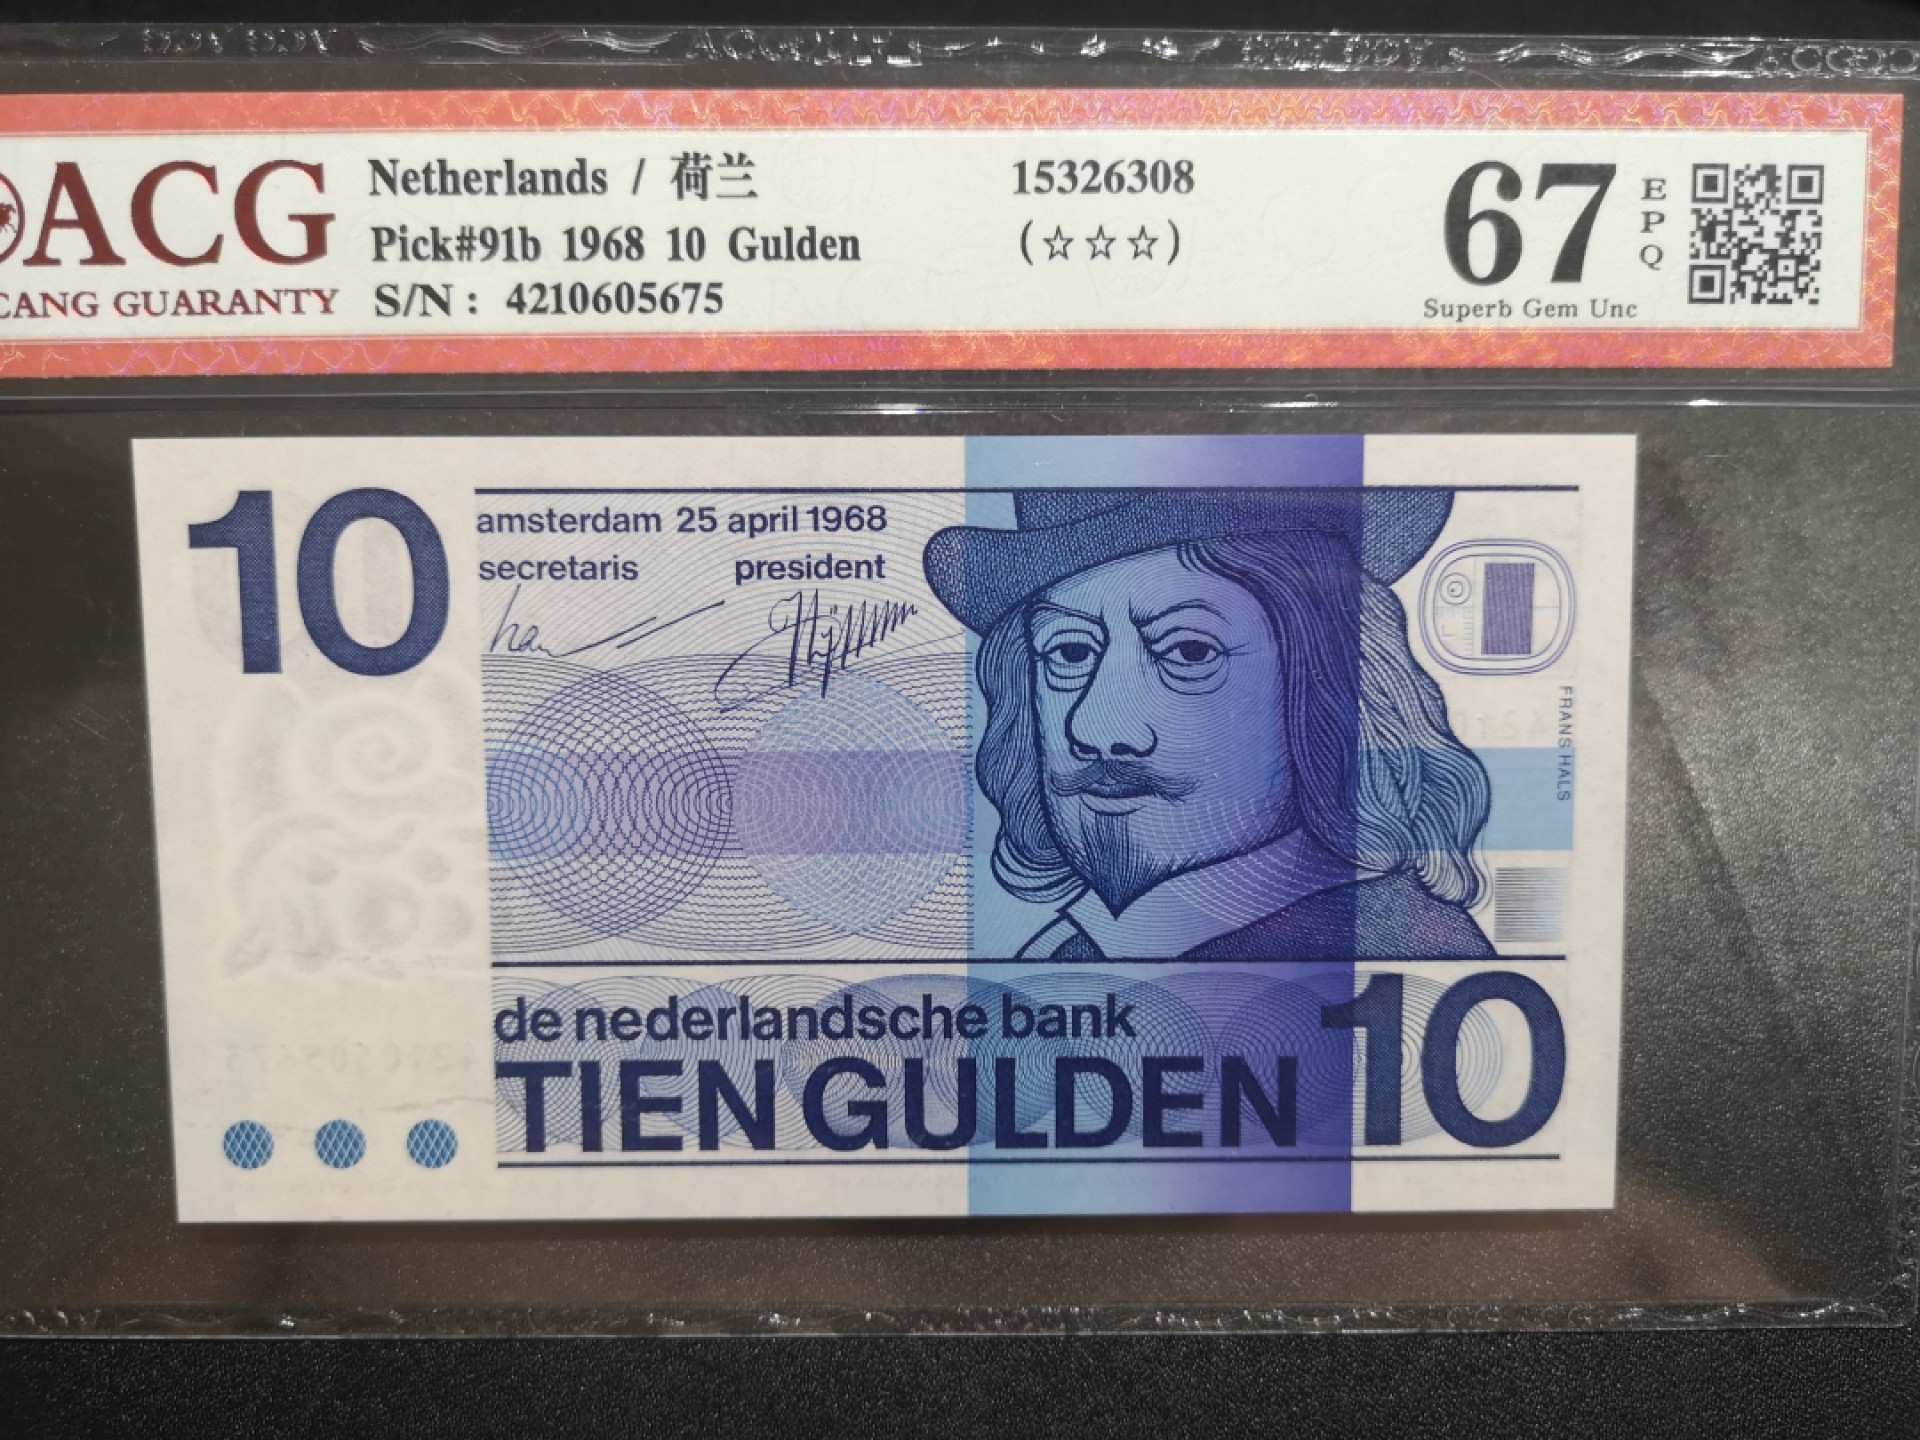 ACG
CANG GUARANTY
Netherlands / 荷兰
Pick#91b 1968 10 Gulden
S/N : 4210605675
15326308
(☆☆☆)
67
EPQ
Superb Gem Unc
10
amsterdam 25 april 1968
secretaris president
FRANS HALS
de nederlandsche bank
TIEN GULDEN
10